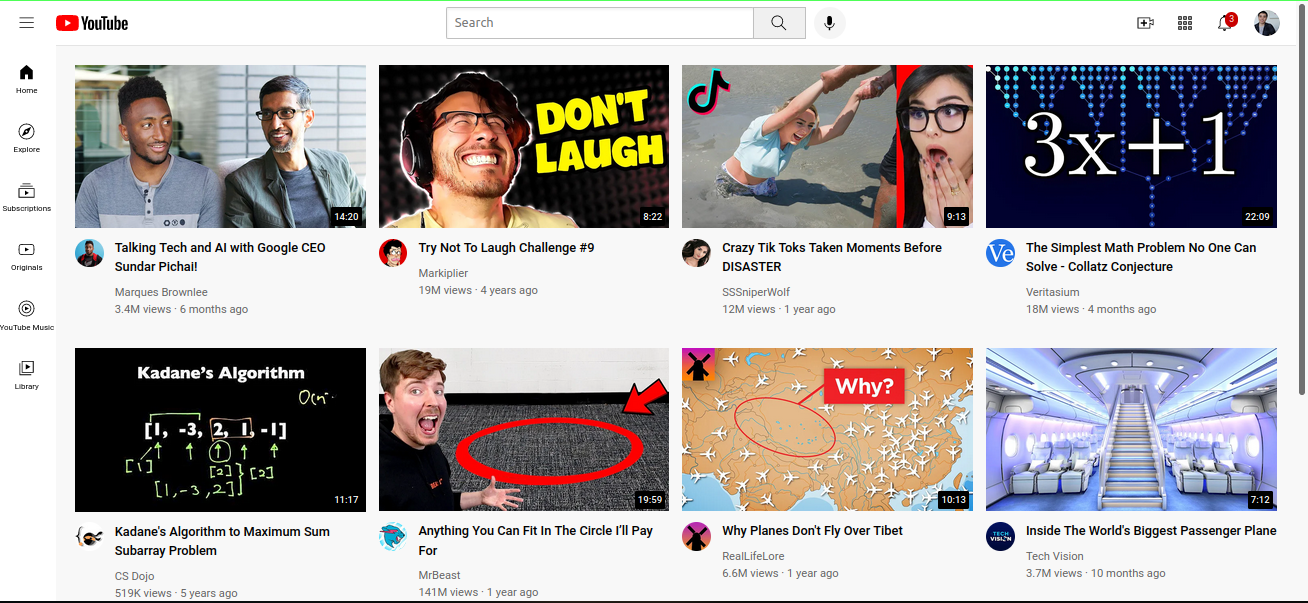 YouTube
Search
3
Home
Explore
Subscriptions
Originals
YouTube Music
Library
14:20
Talking Tech and AI with Google CEO
Sundar Pichai!
Marques Brownlee
3.4M views · 6 months ago
DON'T
LAUGH
8:22
Try Not To Laugh Challenge #9
Markiplier
19M views · 4 years ago
9:13
Crazy Tik Toks Taken Moments Before
DISASTER
SSSniperWolf
12M views · 1 year ago
3x+1
22:09
Ve
The Simplest Math Problem No One Can
Solve - Collatz Conjecture
Veritasium
18M views · 4 months ago
Kadane's Algorithm
[1, -3, 2, 1, -1]
[1]
[2]
[2]
[1,-3,2]
11:17
Kadane's Algorithm to Maximum Sum
Subarray Problem
CS Dojo
519K views · 5 years ago
19:59
Anything You Can Fit In The Circle I'll Pay
For
MrBeast
141M views · 1 year ago
Why?
10:13
Why Planes Don't Fly Over Tibet
RealLifeLore
6.6M views · 1 year ago
7:12
TECH
VISION
Inside The World's Biggest Passenger Plane
Tech Vision
3.7M views · 10 months ago